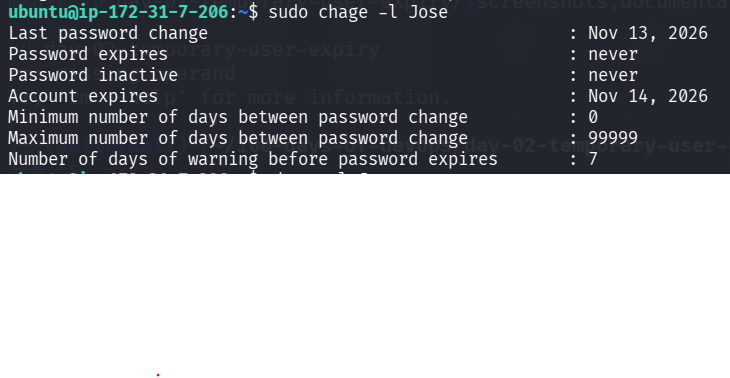 ubuntu@ip-172-31-7-206:~$ sudo chage -l Jose
Last password change : Nov 13, 2026
Password expires : never
Password inactive : never
Account expires : Nov 14, 2026
Minimum number of days between password change : 0
Maximum number of days between password change : 99999
Number of days of warning before password expires : 7